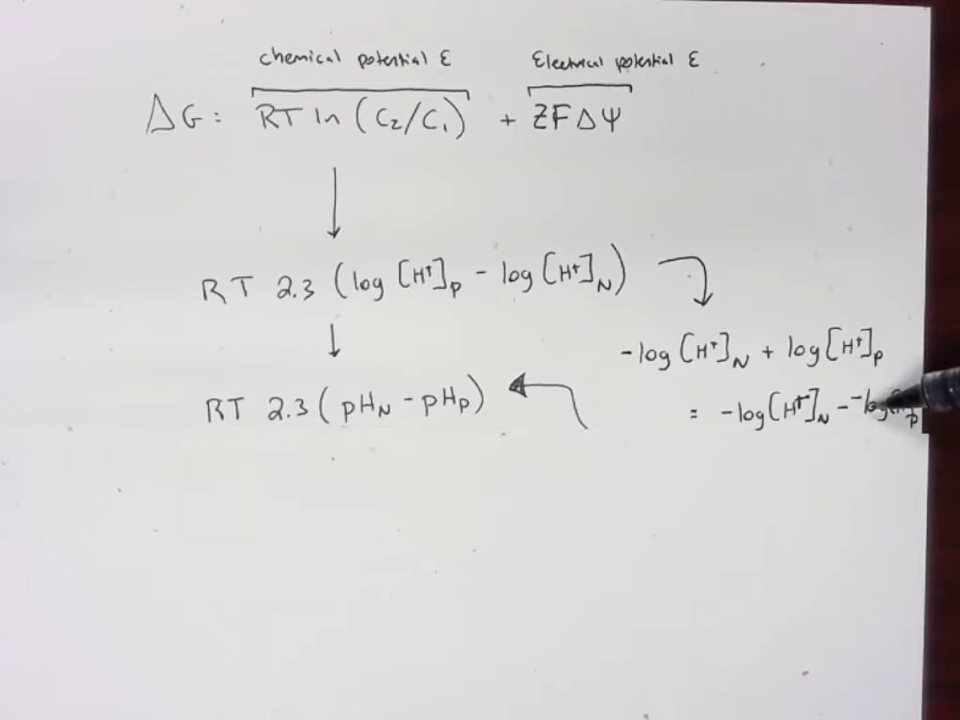 chemical potential E    Electrical potential E
ΔG: RT ln (C₂/C₁) + ZFΔΨ
RT 2.3 (log [H⁺]p - log [H⁺]N)
-log [H⁺]N + log [H⁺]p
RT 2.3 (pHN - pHp)
= -log [H⁺]N - -log [ p